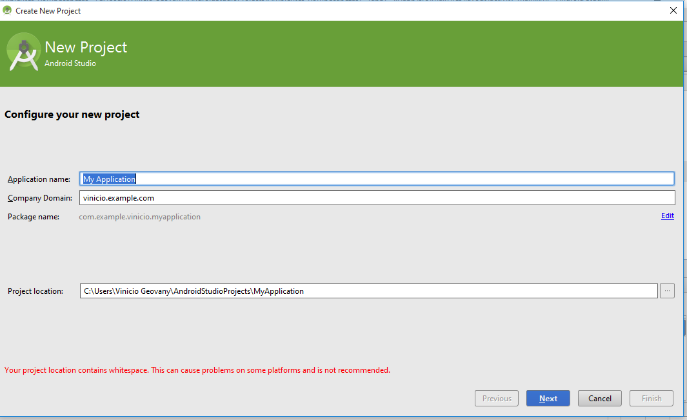 Create New Project
New Project
Android Studio
Configure your new project
Application name: My Application
Company Domain: vinicio.example.com
Package name: com.example.vinicio.myapplication Edit
Project location: C:\Users\Vinicio Geovany\AndroidStudioProjects\MyApplication ...
Your project location contains whitespace. This can cause problems on some platforms and is not recommended.
Previous Next Cancel Finish